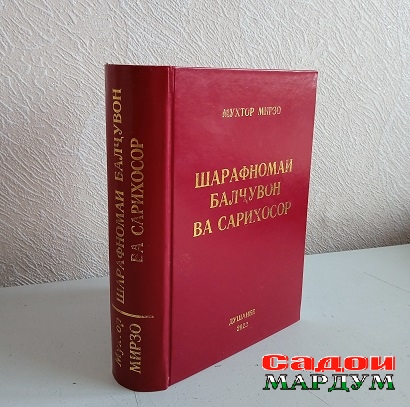 МУХТОР МИРЗО
ШАРАФНОМАИ
БАЛҶУВОН
ВА САРИХОСОР
ДУШАНБЕ
2022
Мухтор
МИРЗО
ШАРАФНОМАИ БАЛҶУВОН
ВА САРИХОСОР
Садои
МАРДУМ